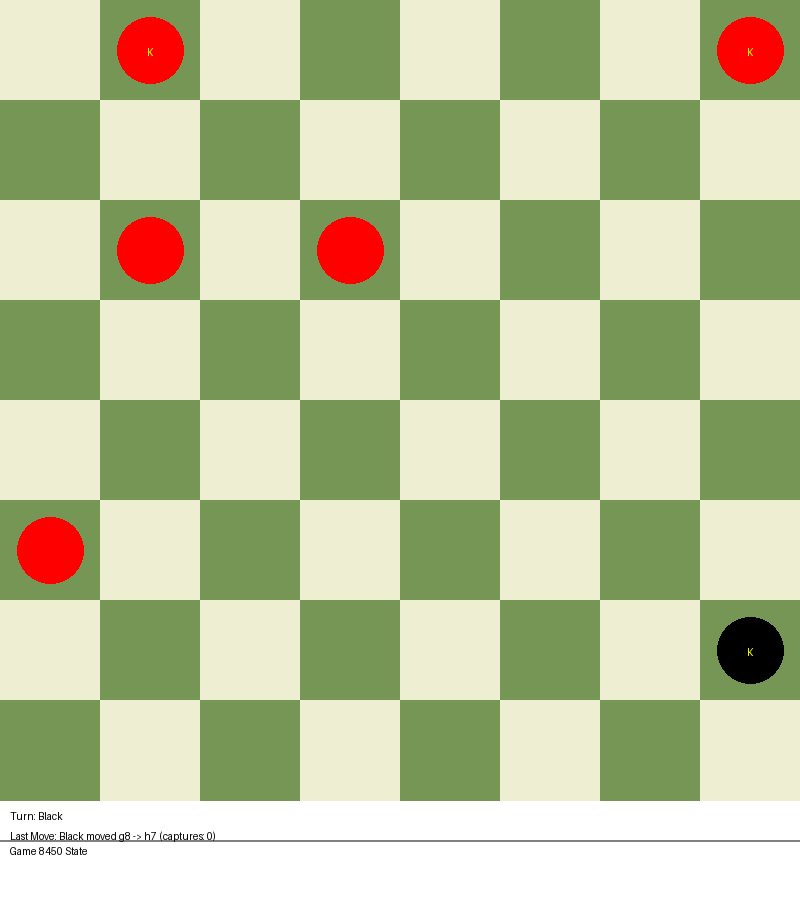 K K
K
Turn: Black
Last Move: Black moved g8 -> h7 (captures: 0)
Game 8450 State